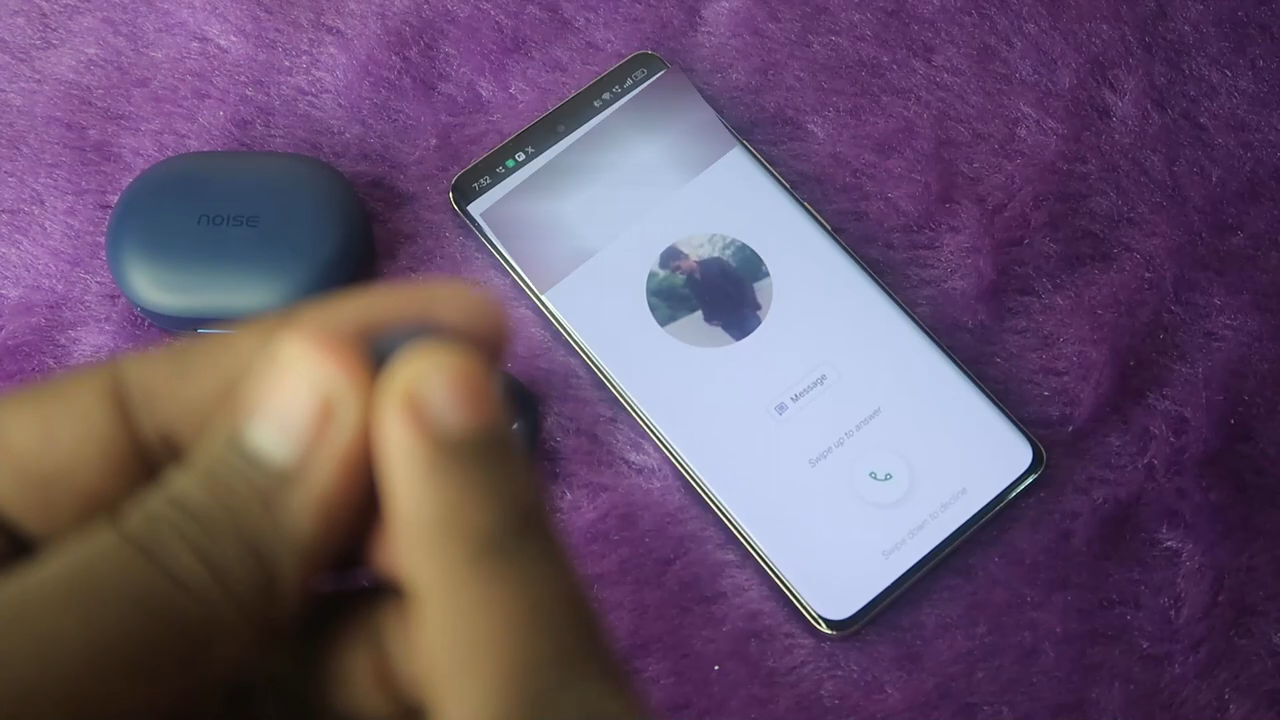 7:32
noise
Message
Swipe up to answer
Swipe down to decline